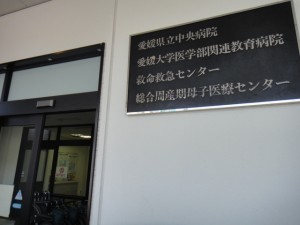 愛媛県立中央病院
愛媛大学医学部関連教育病院
救命救急センター
総合周産期母子医療センター